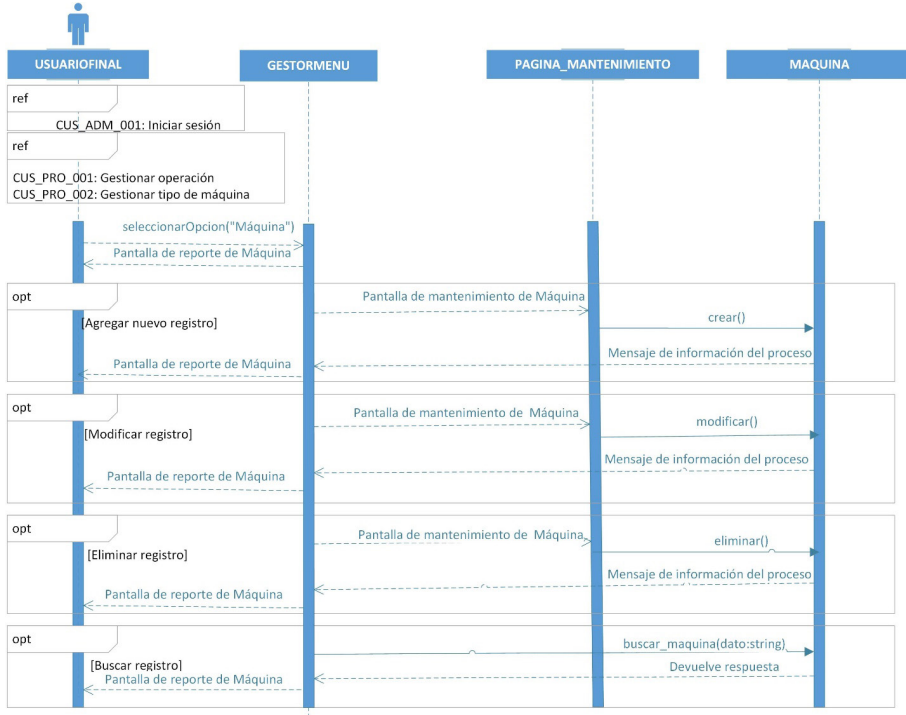 USUARIOFINAL
GESTORMENU
PAGINA_MANTENIMIENTO
MAQUINA
ref
CUS_ADM_001: Iniciar sesión
ref
CUS_PRO_001: Gestionar operación
CUS_PRO_002: Gestionar tipo de máquina
seleccionarOpcion("Máquina")
Pantalla de reporte de Máquina
opt
[Agregar nuevo registro]
Pantalla de mantenimiento de Máquina
crear()
Mensaje de información del proceso
Pantalla de reporte de Máquina
opt
[Modificar registro]
Pantalla de mantenimiento de Máquina
modificar()
Mensaje de información del proceso
Pantalla de reporte de Máquina
opt
[Eliminar registro]
Pantalla de mantenimiento de Máquina
eliminar()
Mensaje de información del proceso
Pantalla de reporte de Máquina
opt
[Buscar registro]
buscar_maquina(dato:string)
Devuelve respuesta
Pantalla de reporte de Máquina